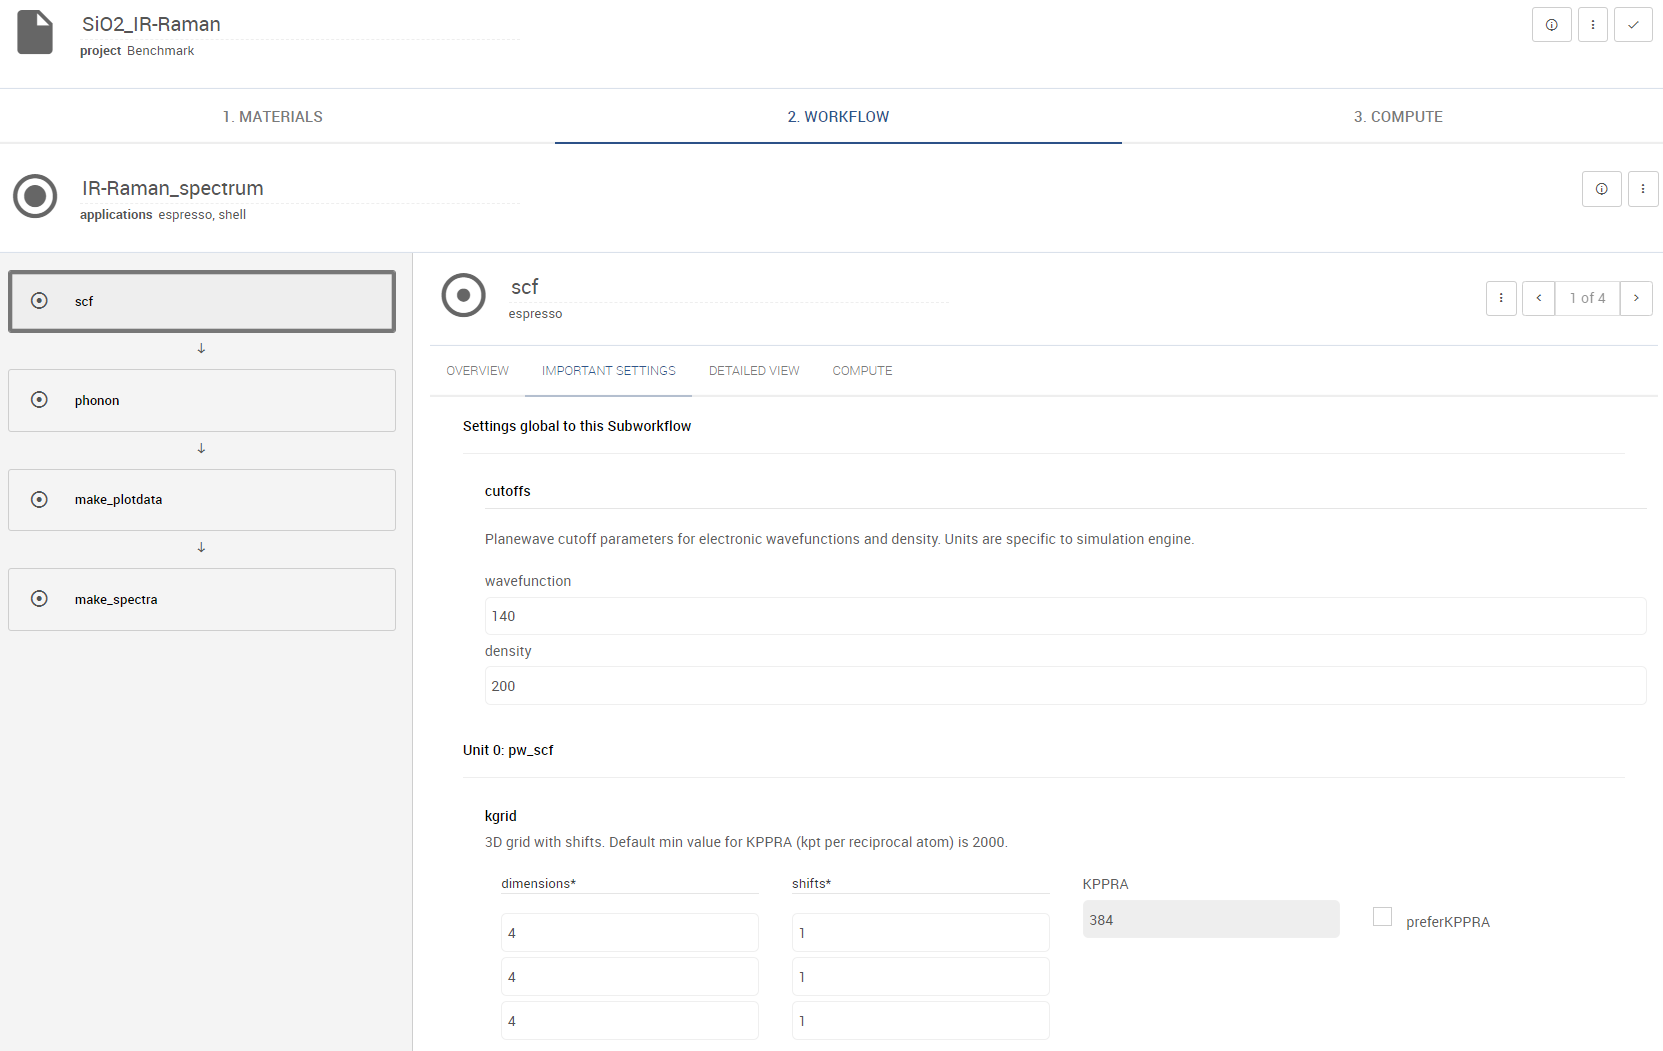 SiO2_IR-Raman
project Benchmark
1. MATERIALS
2. WORKFLOW
3. COMPUTE
IR-Raman_spectrum
applications espresso, shell
scf
phonon
make_plotdata
make_spectra
scf
espresso
1 of 4
OVERVIEW
IMPORTANT SETTINGS
DETAILED VIEW
COMPUTE
Settings global to this Subworkflow
cutoffs
Planewave cutoff parameters for electronic wavefunctions and density. Units are specific to simulation engine.
wavefunction
140
density
200
Unit 0: pw_scf
kgrid
3D grid with shifts. Default min value for KPPRA (kpt per reciprocal atom) is 2000.
dimensions*
4
4
4
shifts*
1
1
1
KPPRA
384
preferKPPRA